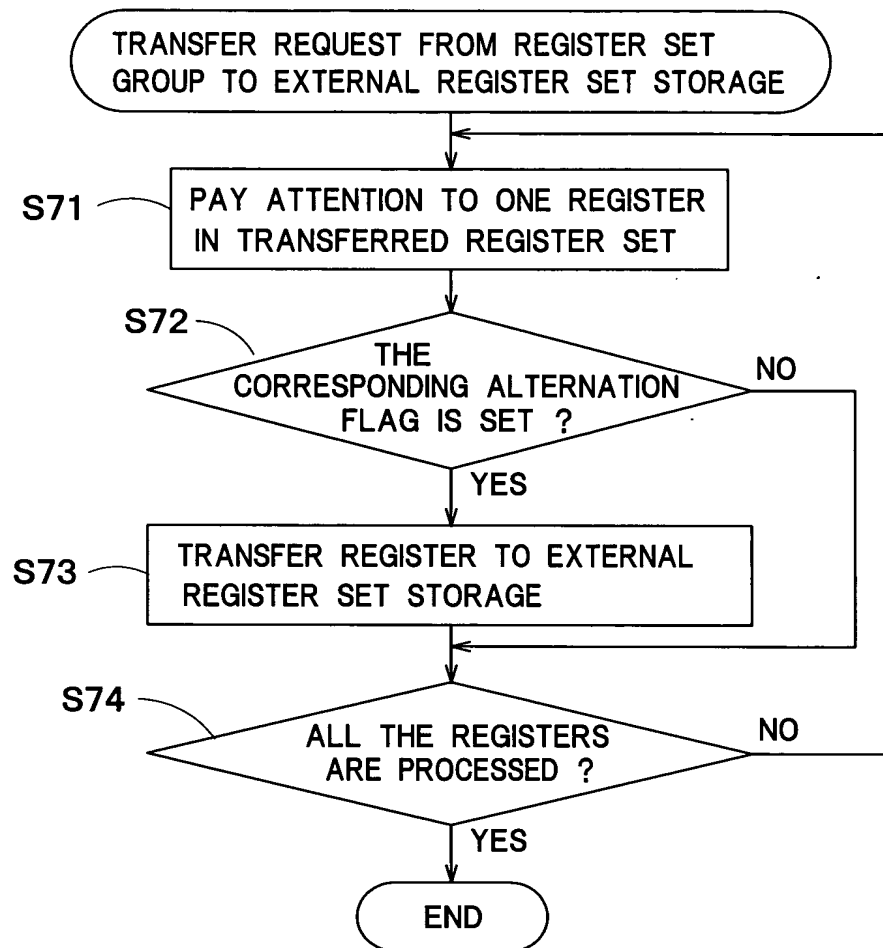 TRANSFER REQUEST FROM REGISTER SET
GROUP TO EXTERNAL REGISTER SET STORAGE
S71
PAY ATTENTION TO ONE REGISTER
IN TRANSFERRED REGISTER SET
S72
THE
CORRESPONDING ALTERNATION
FLAG IS SET ?
NO
YES
S73
TRANSFER REGISTER TO EXTERNAL
REGISTER SET STORAGE
S74
ALL THE REGISTERS
ARE PROCESSED ?
NO
YES
END